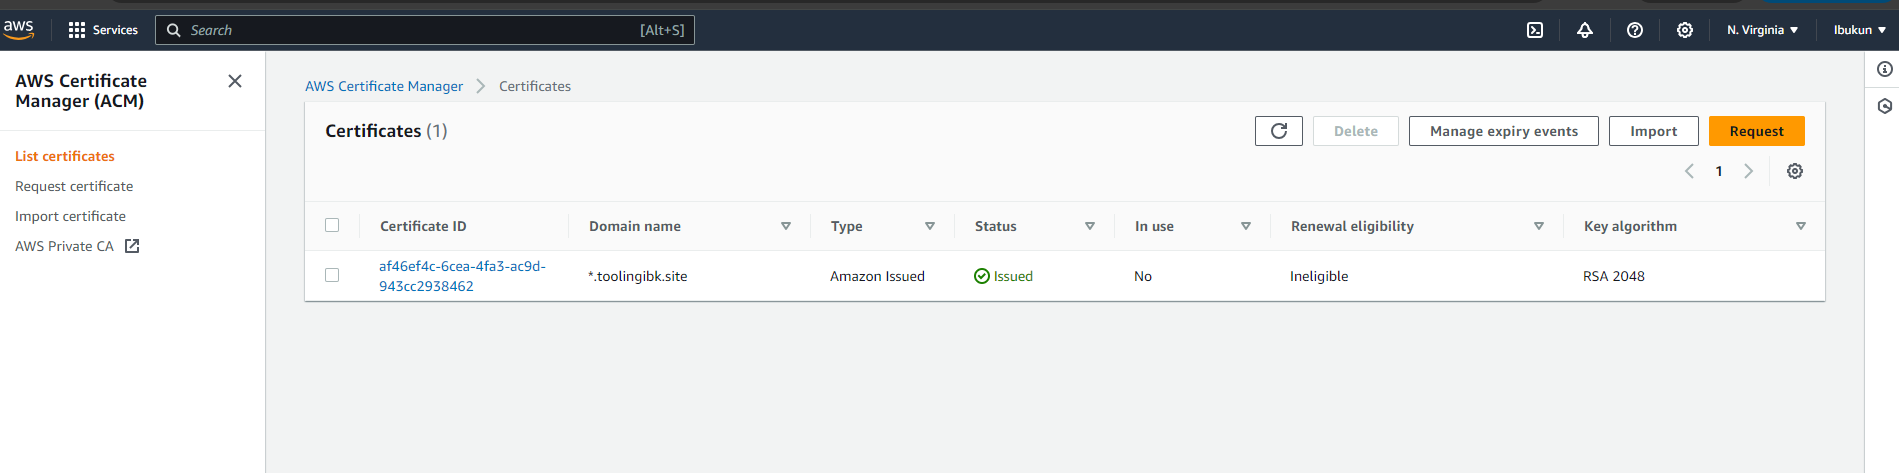 aws
Services
Search
[Alt+S]
N. Virginia
Ibukun
AWS Certificate
Manager (ACM)
List certificates
Request certificate
Import certificate
AWS Private CA
AWS Certificate Manager
Certificates
Certificates (1)
Delete
Manage expiry events
Import
Request
1
Certificate ID
Domain name
Type
Status
In use
Renewal eligibility
Key algorithm
af46ef4c-6cea-4fa3-ac9d-
943cc2938462
*.toolingibk.site
Amazon Issued
Issued
No
Ineligible
RSA 2048